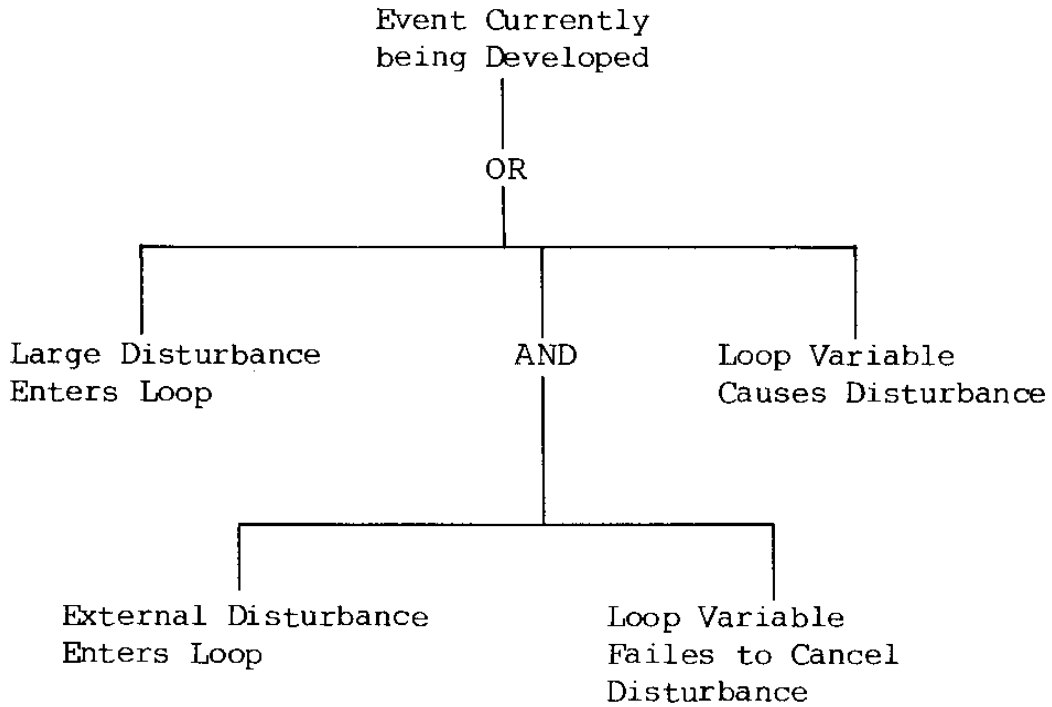 Event Currently
being Developed
OR
Large Disturbance
Enters Loop
AND
Loop Variable
Causes Disturbance
External Disturbance
Enters Loop
Loop Variable
Failes to Cancel
Disturbance